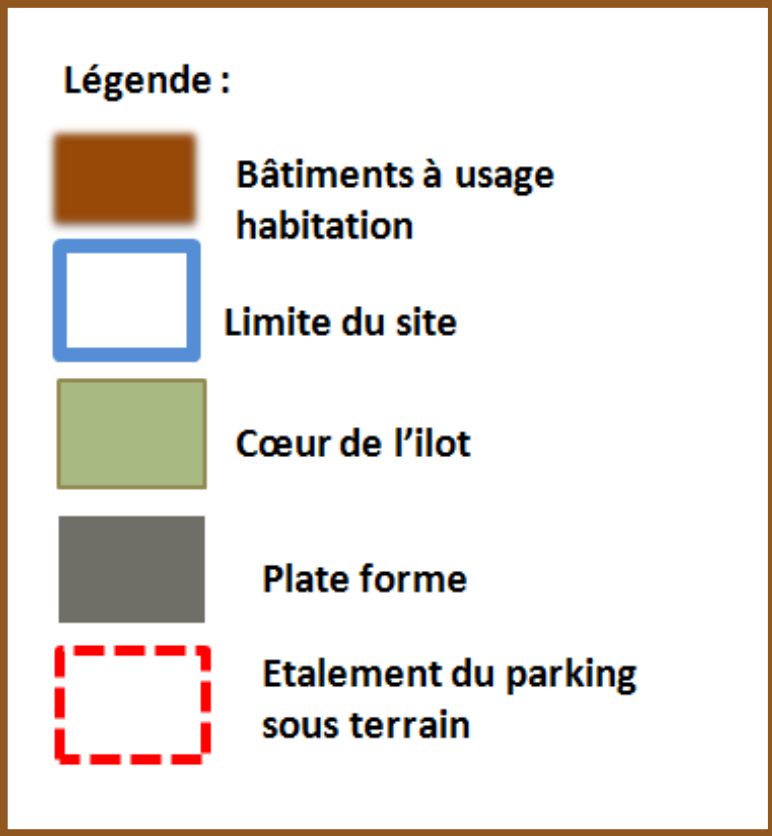 Légende :
Bâtiments à usage
habitation
Limite du site
Cœur de l’ilot
Plate forme
Etalement du parking
sous terrain